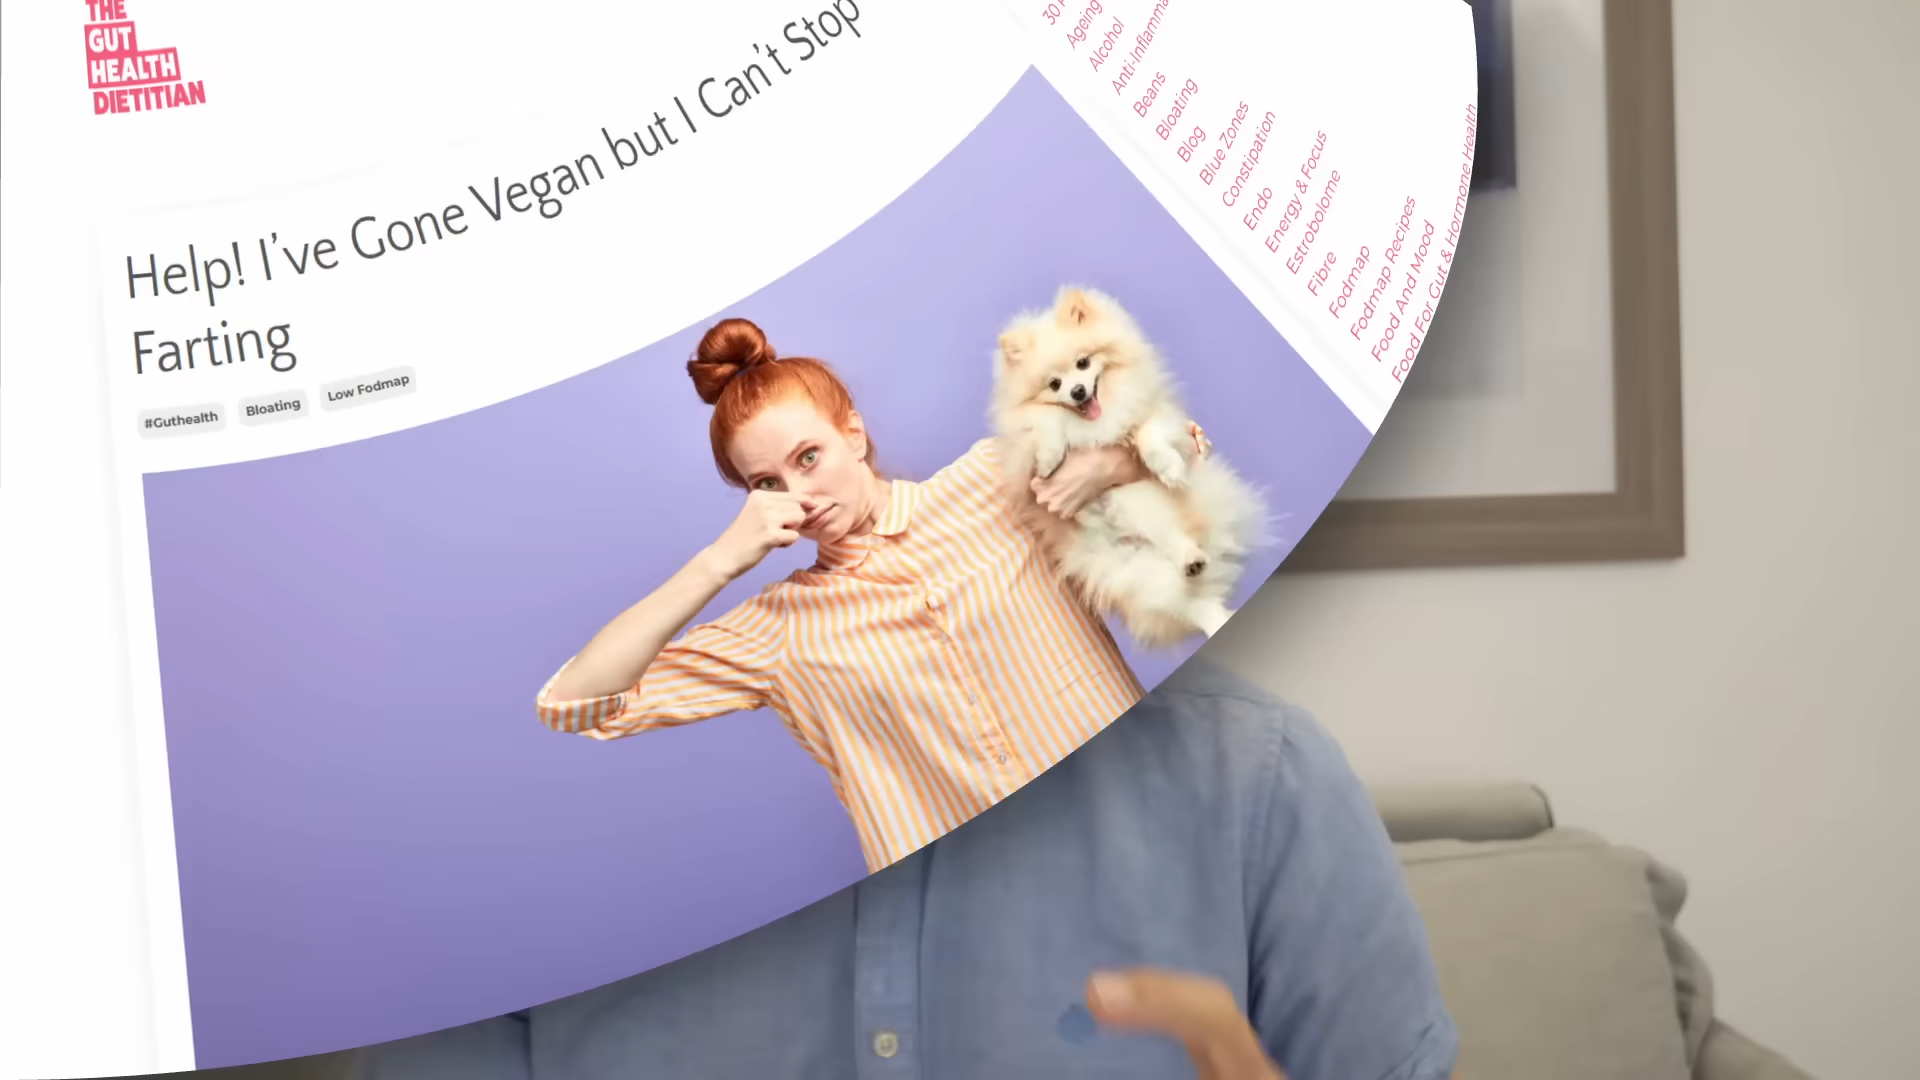 THE
GUT
HEALTH
DIETITIAN
Help! I've Gone Vegan but I Can't Stop
Farting
#Guthealth
Bloating
Low Fodmap
30
Ageing
Alcohol
Beans
Bloating
Blog
Blue Zones
Constipation
Endo
Energy & Focus
Estrobolome
Fibre
Fodmap
Fodmap Recipes
Food And Mood
Food For Gut & Hormone Health